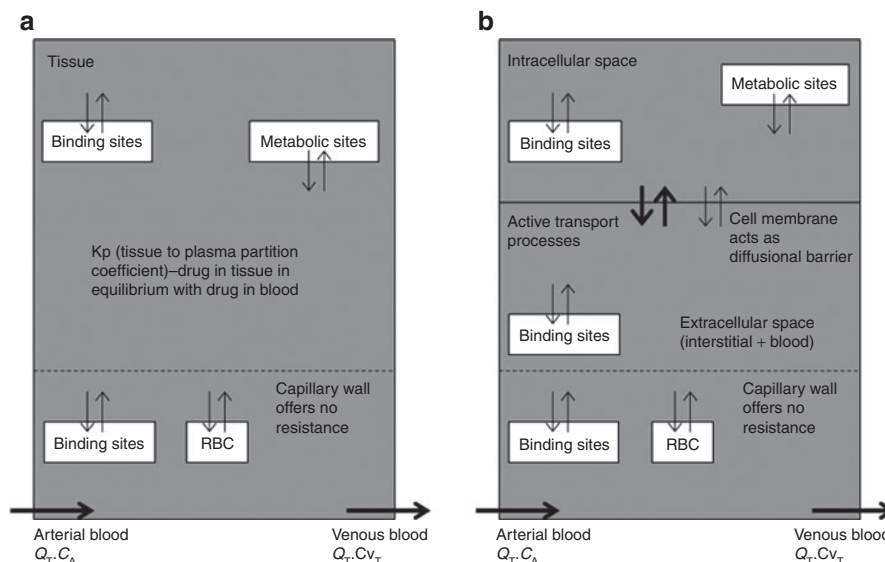 a
Tissue
Binding sites
Metabolic sites
Kp (tissue to plasma partition
coefficient)–drug in tissue in
equilibrium with drug in blood
Capillary wall
offers no
resistance
Binding sites
RBC
Arterial blood
Q_T.C_A
Venous blood
Q_T.Cv_T
b
Intracellular space
Metabolic sites
Binding sites
Active transport
processes
Cell membrane
acts as
diffusional barrier
Binding sites
Extracellular space
(interstitial + blood)
Capillary wall
offers no
resistance
Binding sites
RBC
Arterial blood
Q_T.C_A
Venous blood
Q_T.Cv_T